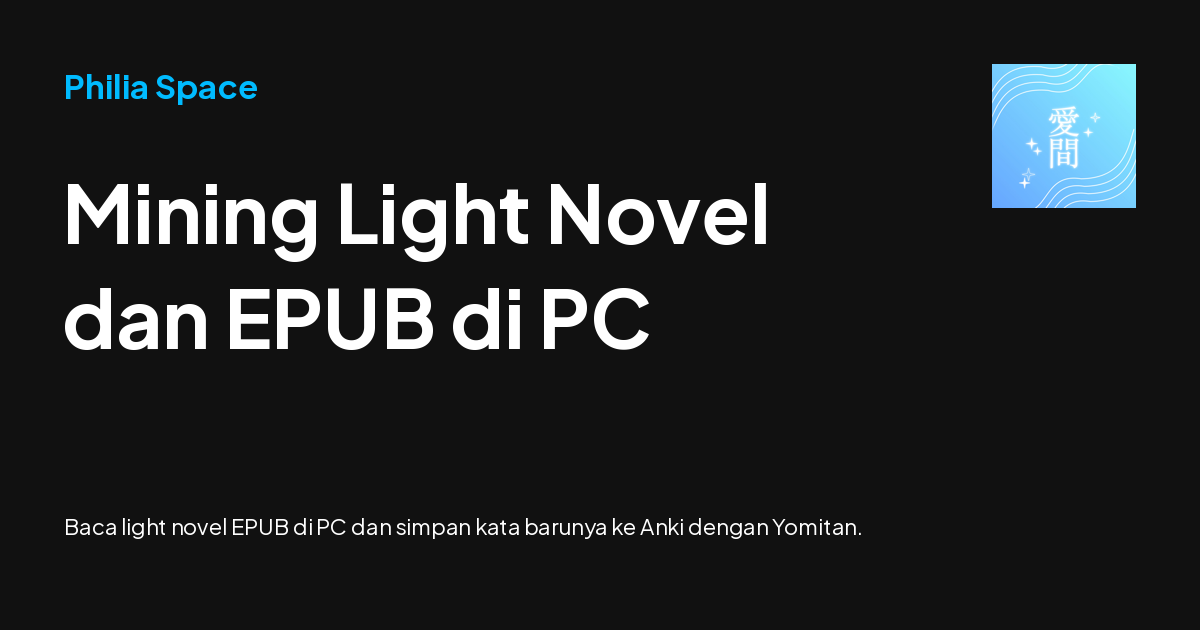 Philia Space
愛間
Mining Light Novel
dan EPUB di PC
Baca light novel EPUB di PC dan simpan kata barunya ke Anki dengan Yomitan.